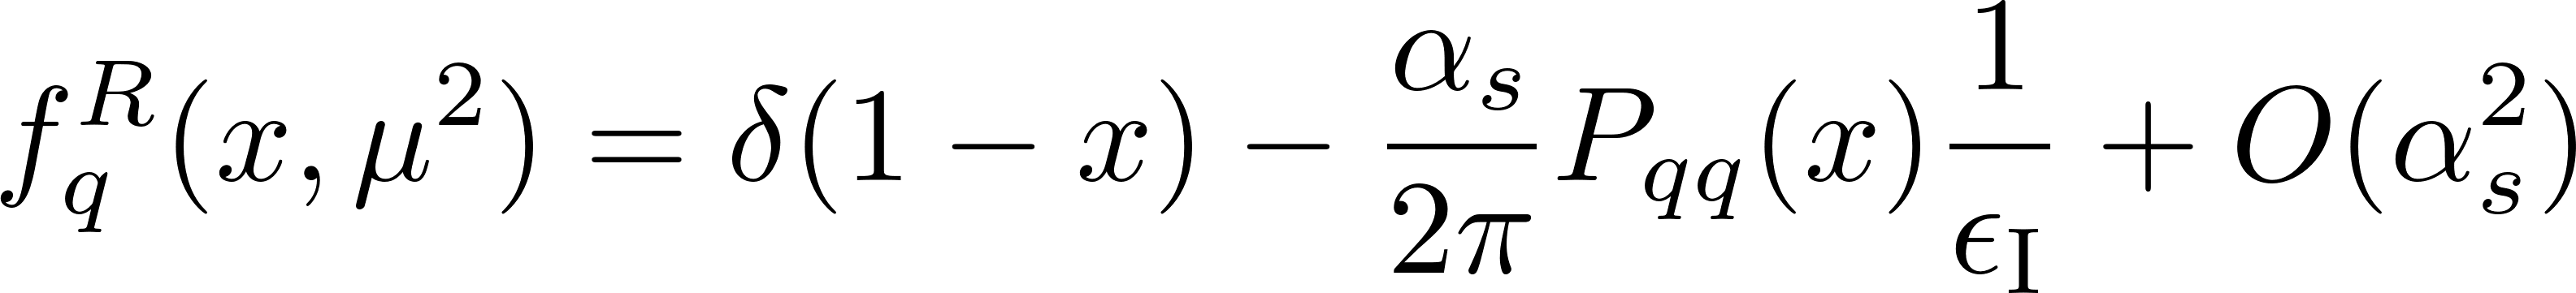 f_q^R(x, μ^2) = δ(1 − x) − \frac{α_s}{2π} P_{qq}(x) \frac{1}{ϵ_I} + O(α_s^2)